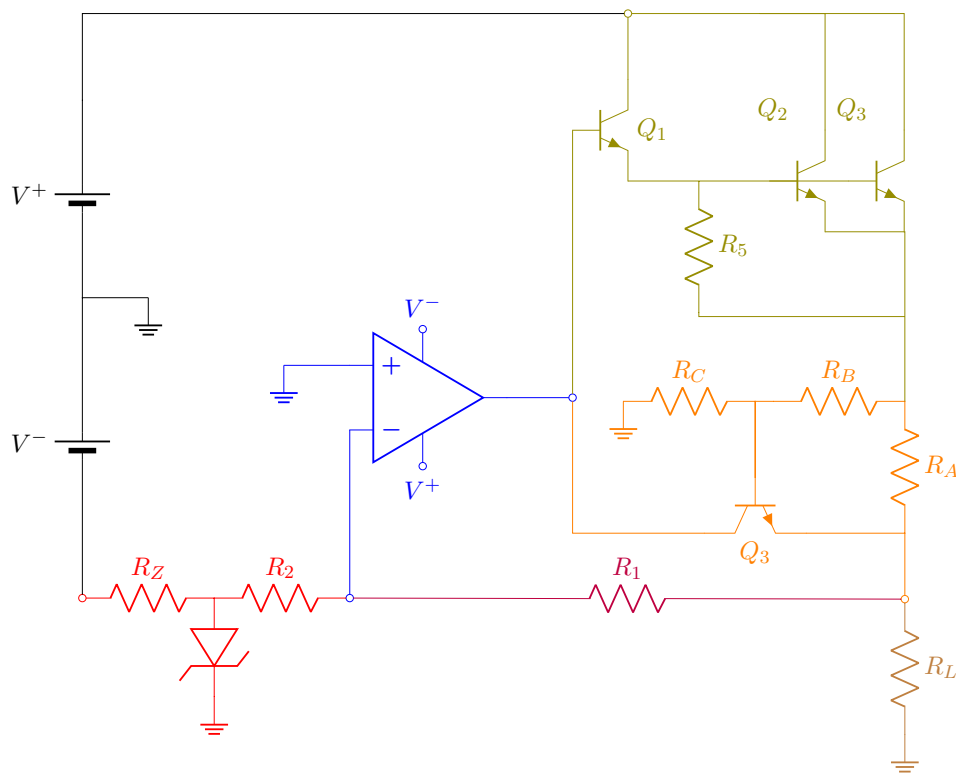 Q₁
Q₂
Q₃
V⁺
R₅
V⁻
+
R_C
R_B
V⁻
−
R_A
V⁺
Q₃
R_Z
R₂
R₁
R_L